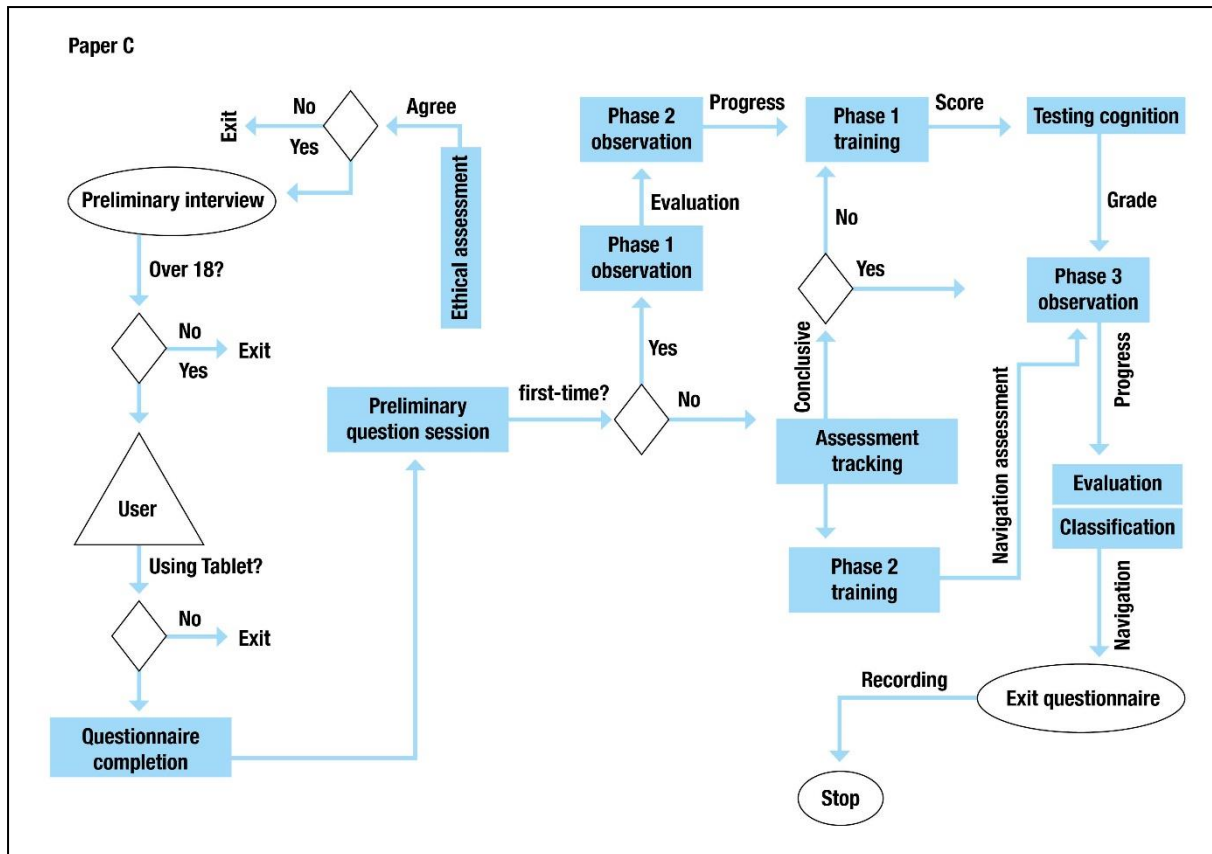 Paper C
No
Agree
Exit
Yes
Ethical assessment
Preliminary interview
Over 18?
No
Exit
Yes
User
Using Tablet?
No
Exit
Questionnaire
completion
Preliminary
question session
first-time?
Yes
No
Phase 1
observation
Evaluation
Phase 2
observation
Progress
Phase 1
training
Score
Testing cognition
Grade
No
Yes
Conclusive
Assessment
tracking
Phase 2
training
Navigation assessment
Phase 3
observation
Progress
Evaluation
Classification
Navigation
Exit questionnaire
Recording
Stop